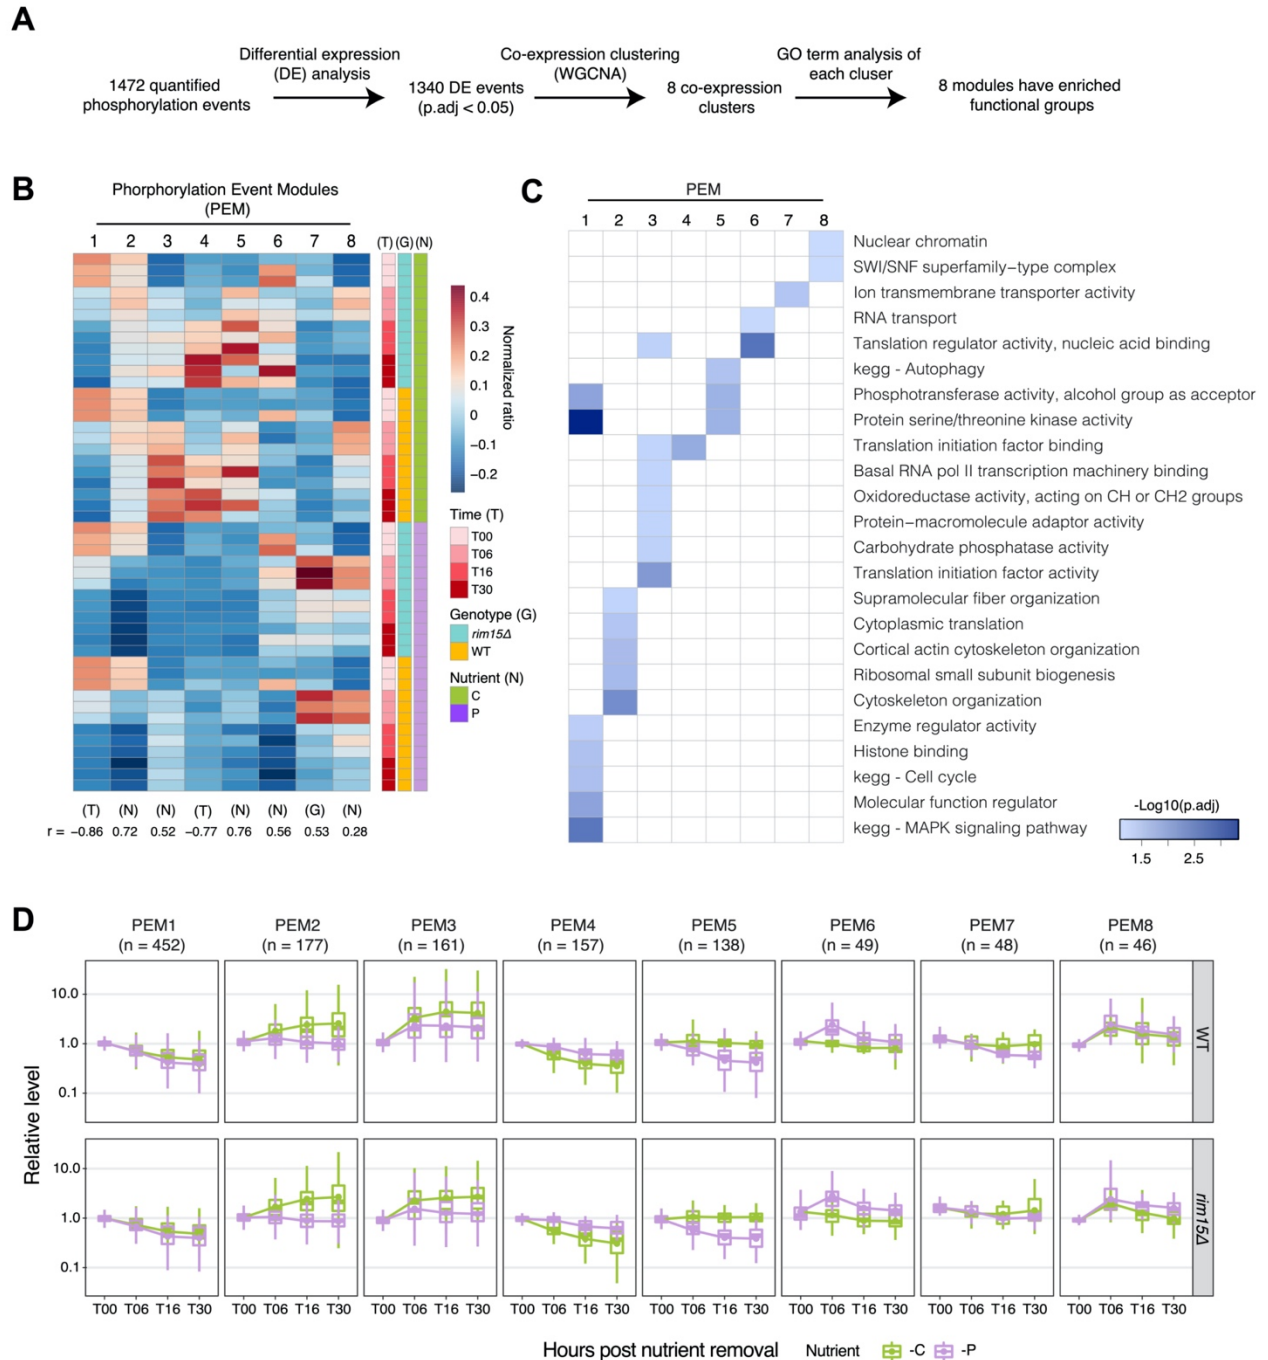 A
1472 quantified
phosphorylation events
Differential expression
(DE) analysis
1340 DE events
(p.adj < 0.05)
Co-expression clustering
(WGCNA)
8 co-expression
clusters
GO term analysis of
each cluser
8 modules have enriched
functional groups
B
Phorphorylation Event Modules
(PEM)
1 2 3 4 5 6 7 8 (T) (G) (N)
0.4
0.3
0.2
0.1
0
−0.1
−0.2
Normalized ratio
Time (T)
T00
T06
T16
T30
Genotype (G)
rim15Δ
WT
Nutrient (N)
C
P
(T) (N) (N) (T) (N) (N) (G) (N)
r = −0.86 0.72 0.52 −0.77 0.76 0.56 0.53 0.28
C
PEM
1 2 3 4 5 6 7 8
Nuclear chromatin
SWI/SNF superfamily−type complex
Ion transmembrane transporter activity
RNA transport
Tanslation regulator activity, nucleic acid binding
kegg - Autophagy
Phosphotransferase activity, alcohol group as acceptor
Protein serine/threonine kinase activity
Translation initiation factor binding
Basal RNA pol II transcription machinery binding
Oxidoreductase activity, acting on CH or CH2 groups
Protein−macromolecule adaptor activity
Carbohydrate phosphatase activity
Translation initiation factor activity
Supramolecular fiber organization
Cytoplasmic translation
Cortical actin cytoskeleton organization
Ribosomal small subunit biogenesis
Cytoskeleton organization
Enzyme regulator activity
Histone binding
kegg - Cell cycle
Molecular function regulator
kegg - MAPK signaling pathway
-Log10(p.adj)
1.5 2.5
D
PEM1 PEM2 PEM3 PEM4 PEM5 PEM6 PEM7 PEM8
(n = 452) (n = 177) (n = 161) (n = 157) (n = 138) (n = 49) (n = 48) (n = 46)
10.0
1.0
0.1
WT
Relative level
10.0
1.0
0.1
rim15Δ
T00 T06 T16 T30 T00 T06 T16 T30 T00 T06 T16 T30 T00 T06 T16 T30 T00 T06 T16 T30 T00 T06 T16 T30 T00 T06 T16 T30 T00 T06 T16 T30
Hours post nutrient removal Nutrient -C -P